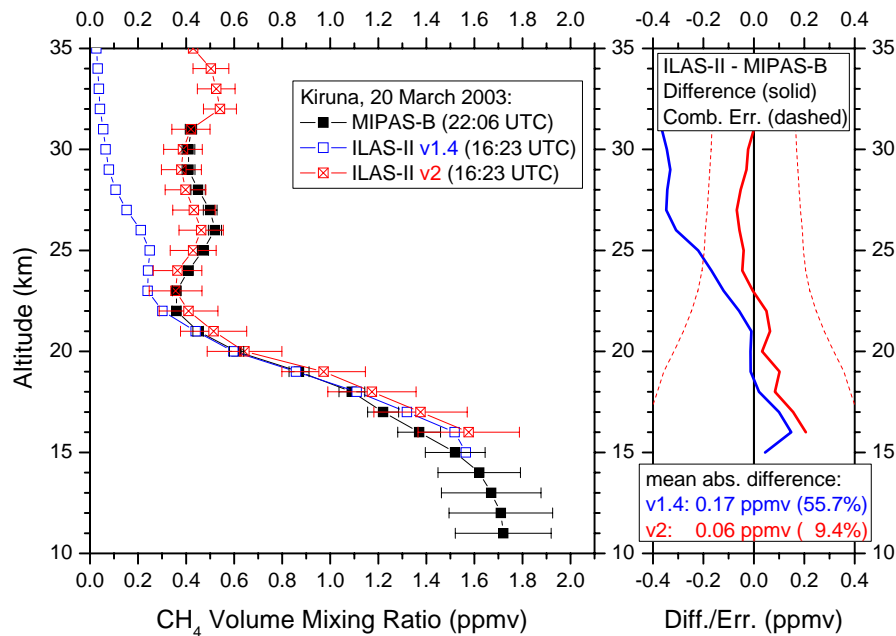 0.0 0.2 0.4 0.6 0.8 1.0 1.2 1.4 1.6 1.8 2.0
-0.4 -0.2 0.0 0.2 0.4
35
30
25
20
15
10
Altitude (km)
Kiruna, 20 March 2003:
MIPAS-B (22:06 UTC)
ILAS-II v1.4 (16:23 UTC)
ILAS-II v2 (16:23 UTC)
0.0 0.2 0.4 0.6 0.8 1.0 1.2 1.4 1.6 1.8 2.0
CH4 Volume Mixing Ratio (ppmv)
ILAS-II - MIPAS-B
Difference (solid)
Comb. Err. (dashed)
mean abs. difference:
v1.4: 0.17 ppmv (55.7%)
v2: 0.06 ppmv ( 9.4%)
35
30
25
20
15
10
-0.4 -0.2 0.0 0.2 0.4
Diff./Err. (ppmv)